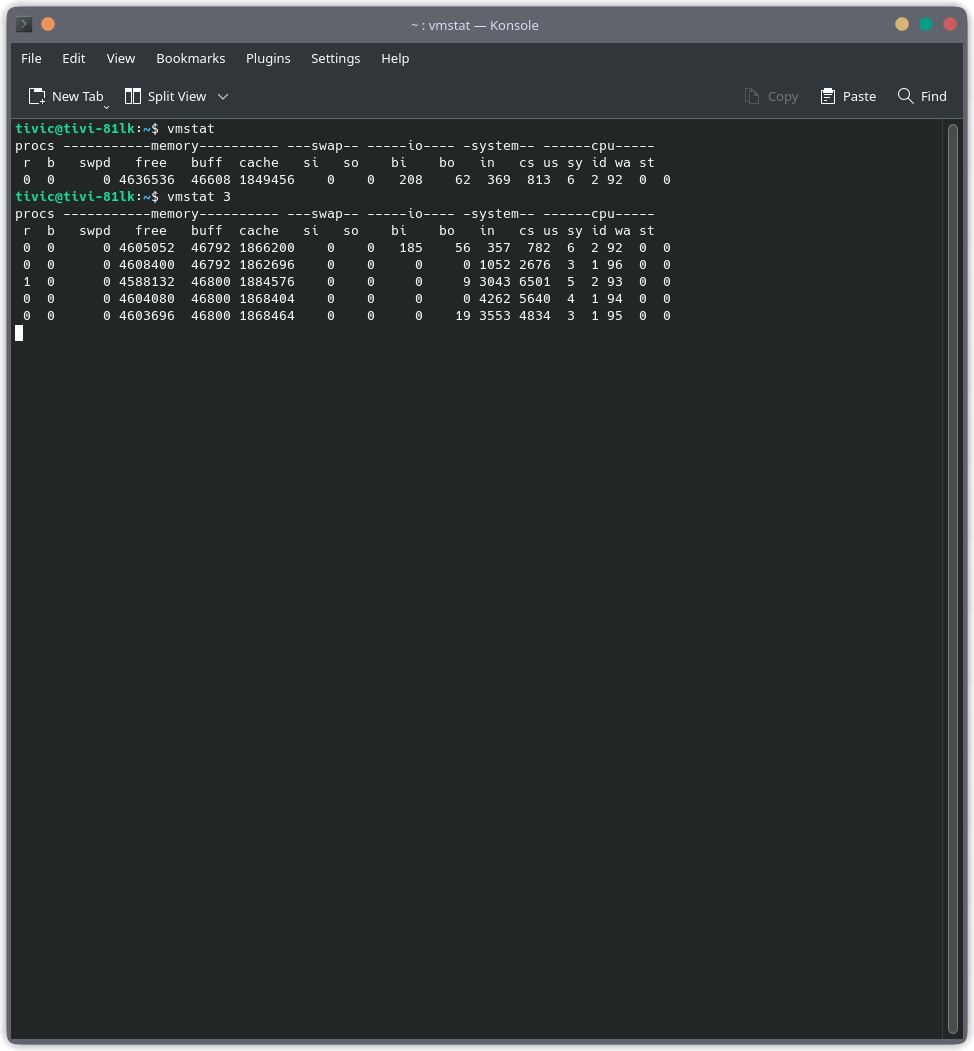 ~ : vmstat — Konsole
File Edit View Bookmarks Plugins Settings Help
New Tab Split View Copy Paste Find
tivic@tivi-81lk:~$ vmstat
procs -----------memory---------- ---swap-- -----io---- -system-- ------cpu-----
 r  b   swpd   free   buff  cache   si   so    bi    bo   in   cs us sy id wa st
 0  0      0 4636536  46608 1849456    0    0   208    62  369  813  6  2 92  0  0
tivic@tivi-81lk:~$ vmstat 3
procs -----------memory---------- ---swap-- -----io---- -system-- ------cpu-----
 r  b   swpd   free   buff  cache   si   so    bi    bo   in   cs us sy id wa st
 0  0      0 4605052  46792 1866200    0    0   185    56  357  782  6  2 92  0  0
 0  0      0 4608400  46792 1862696    0    0     0     0 1052 2676  3  1 96  0  0
 1  0      0 4588132  46800 1884576    0    0     0     9 3043 6501  5  2 93  0  0
 0  0      0 4604080  46800 1868404    0    0     0     0 4262 5640  4  1 94  0  0
 0  0      0 4603696  46800 1868464    0    0     0    19 3553 4834  3  1 95  0  0